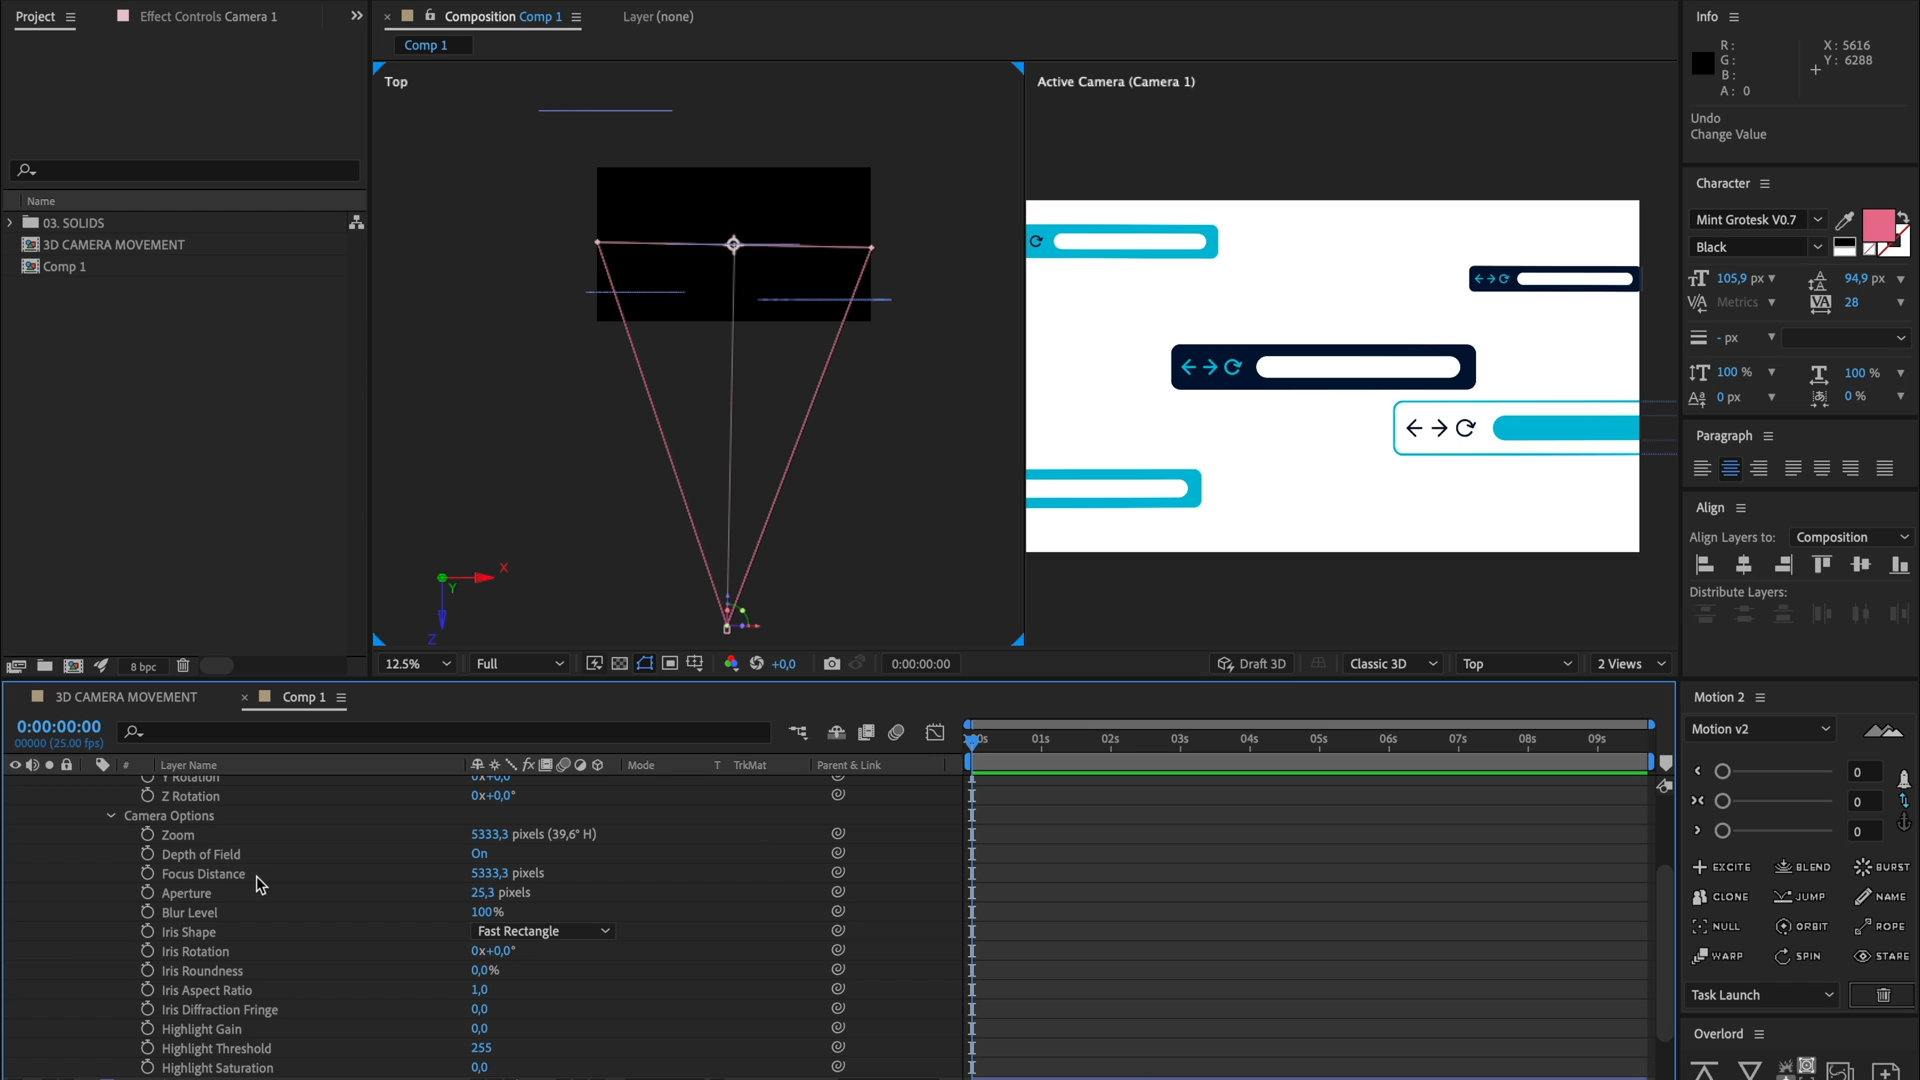 Project
Effect Controls Camera 1
Composition Comp 1
Layer (none)
Comp 1
Name
03. SOLIDS
3D CAMERA MOVEMENT
Comp 1
8 bpc
Top
X
Y
Z
Active Camera (Camera 1)
12.5%
Full
+0,0
0:00:00:00
Draft 3D
Classic 3D
Top
2 Views
Info
R:
G:
B:
A: 0
X: 5616
Y: 6288
Undo
Change Value
Character
Mint Grotesk V0.7
Black
105,9 px
94,9 px
Metrics
28
- px
100 %
100 %
0 px
0 %
Paragraph
Align
Align Layers to:
Composition
Distribute Layers:
3D CAMERA MOVEMENT
Comp 1
0:00:00:00
00000 (25.00 fps)
01s
02s
03s
04s
05s
06s
07s
08s
09s
#
Layer Name
Mode
T
TrkMat
Parent & Link
Y Rotation
0x+0,0°
Z Rotation
0x+0,0°
Camera Options
Zoom
5333,3 pixels (39,6° H)
Depth of Field
On
Focus Distance
5333,3 pixels
Aperture
25,3 pixels
Blur Level
100%
Iris Shape
Fast Rectangle
Iris Rotation
0x+0,0°
Iris Roundness
0,0%
Iris Aspect Ratio
1,0
Iris Diffraction Fringe
0,0
Highlight Gain
0,0
Highlight Threshold
255
Highlight Saturation
0,0
Motion 2
Motion v2
0
0
0
EXCITE
BLEND
BURST
CLONE
JUMP
NAME
NULL
ORBIT
ROPE
WARP
SPIN
STARE
Task Launch
Overlord